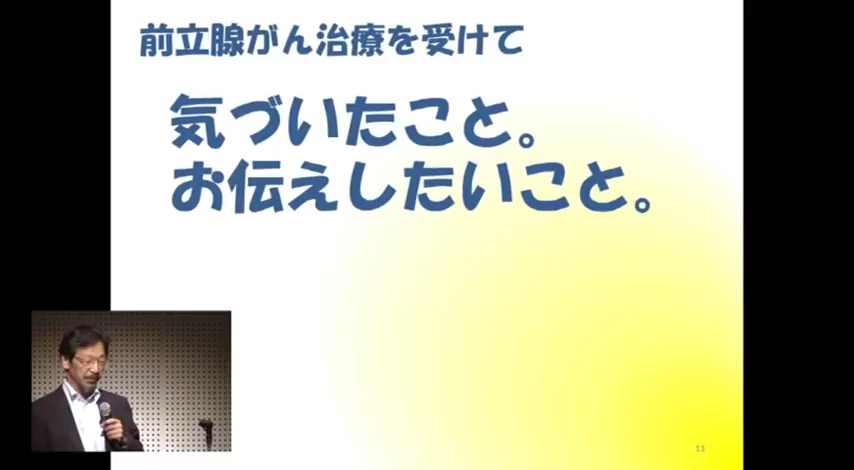 前立腺がん治療を受けて
気づいたこと。
お伝えしたいこと。
11